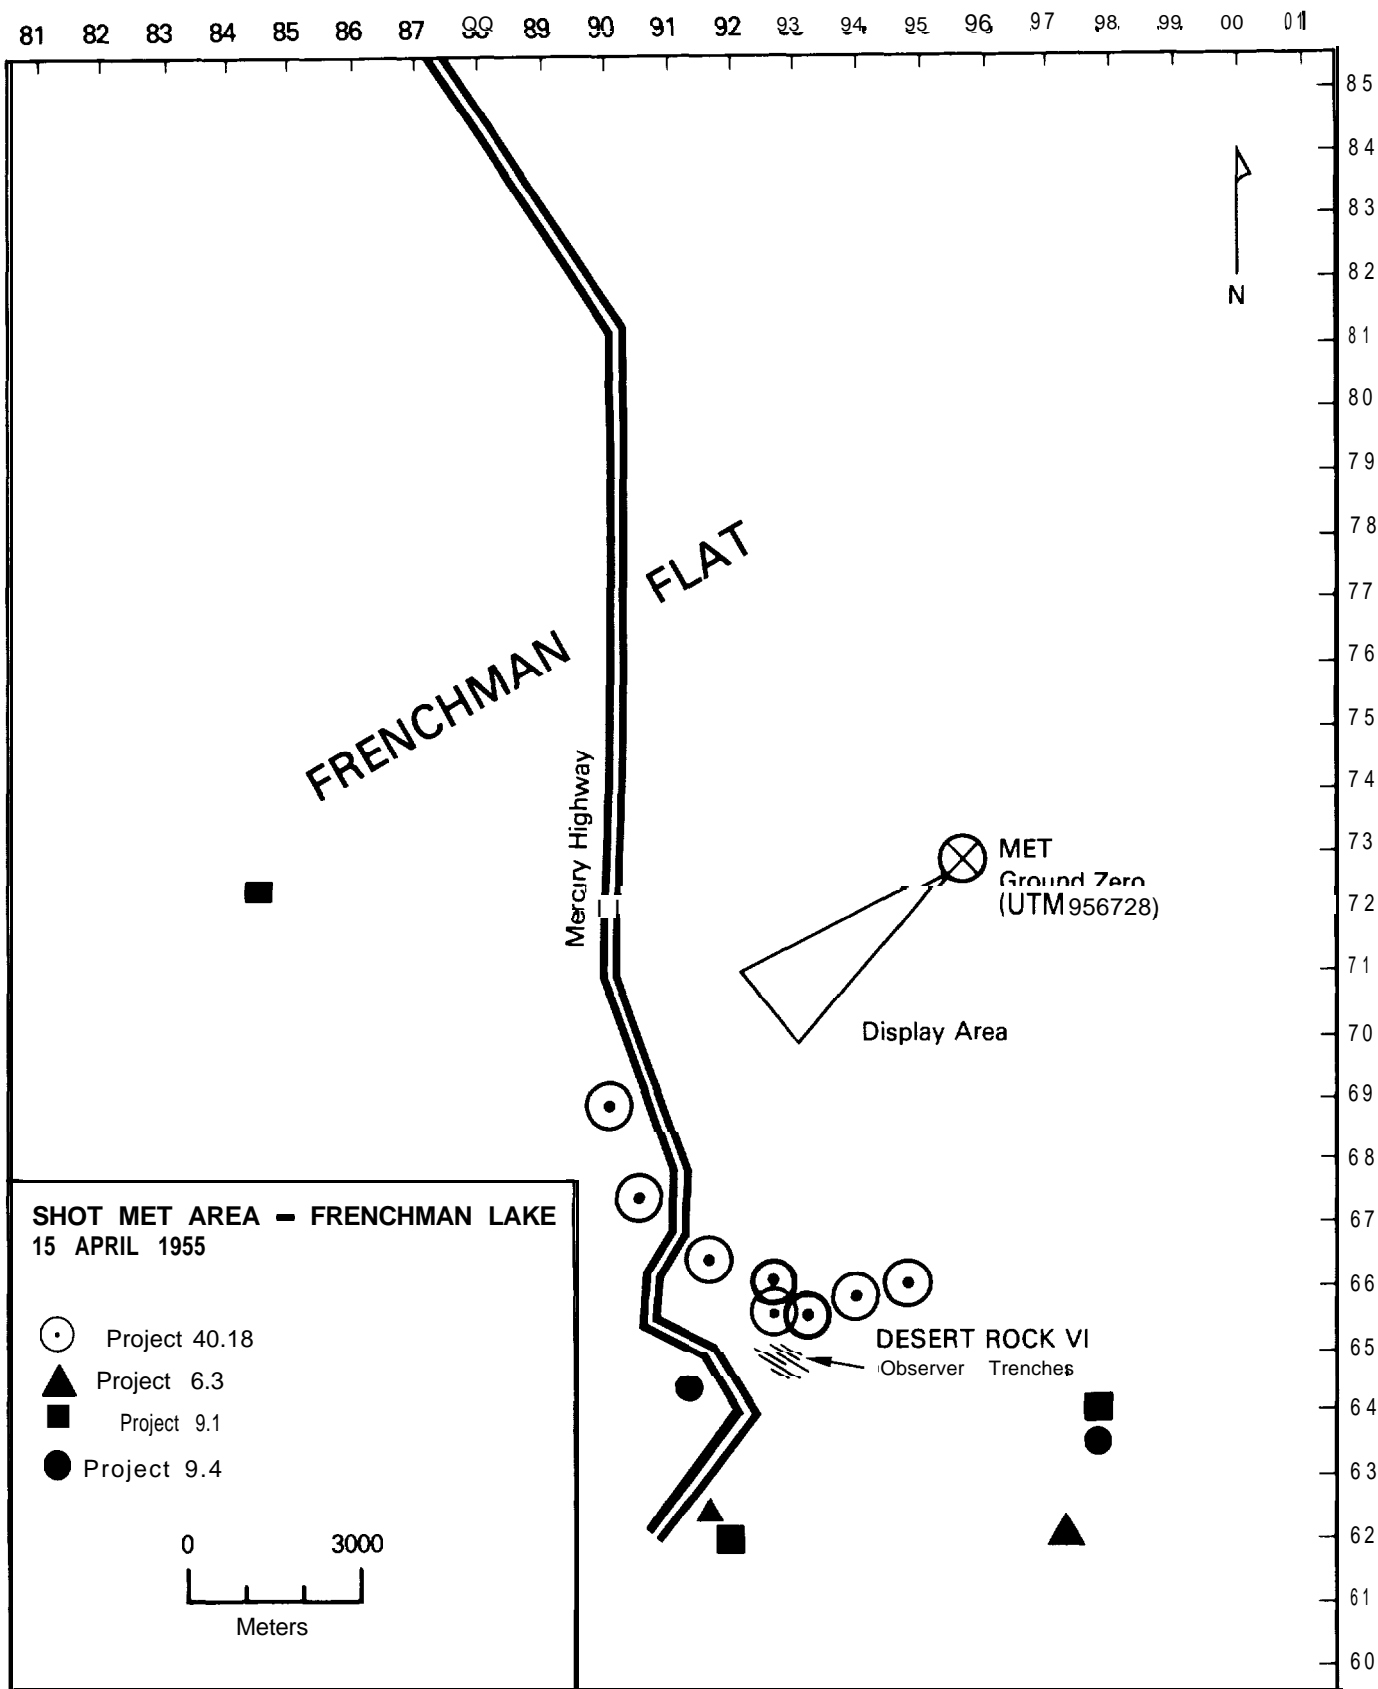 81 82 83 84 85 86 87 89 90 91 92 93 94. 95 96. 97 .98. .99. 00 01
85
84
83
82
N
81
80
79
78
FLAT
77
76
FRENCHMAN
75
74
Mercury Highway
73
MET
Ground Zero
72
(UTM 956728)
71
70
Display Area
69
68
67
66
65
DESERT ROCK VI
Observer Trenches
64
63
62
61
60
SHOT MET AREA – FRENCHMAN LAKE
15 APRIL 1955
Project 40.18
Project 6.3
Project 9.1
Project 9.4
0 3000
Meters